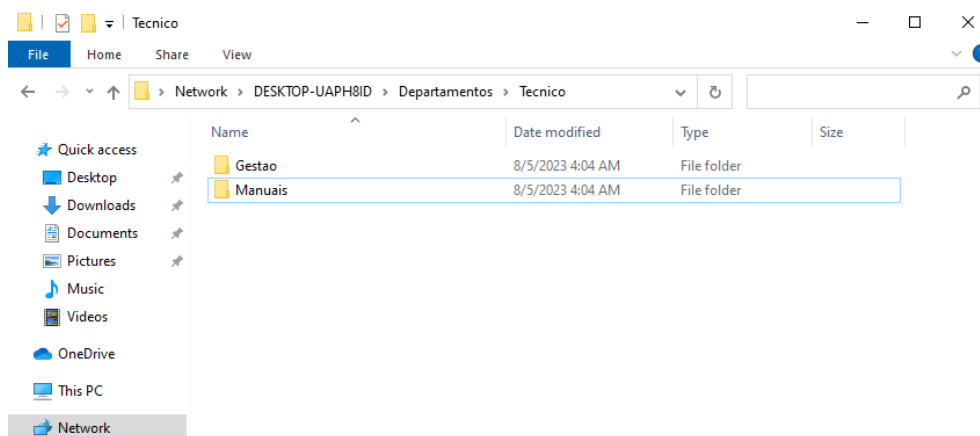 Tecnico
File Home Share View
Network > DESKTOP-UAPH8ID > Departamentos > Tecnico
Name Date modified Type Size
Quick access
Desktop
Downloads
Documents
Pictures
Music
Videos
OneDrive
This PC
Network
Gestao 8/5/2023 4:04 AM File folder
Manuais 8/5/2023 4:04 AM File folder